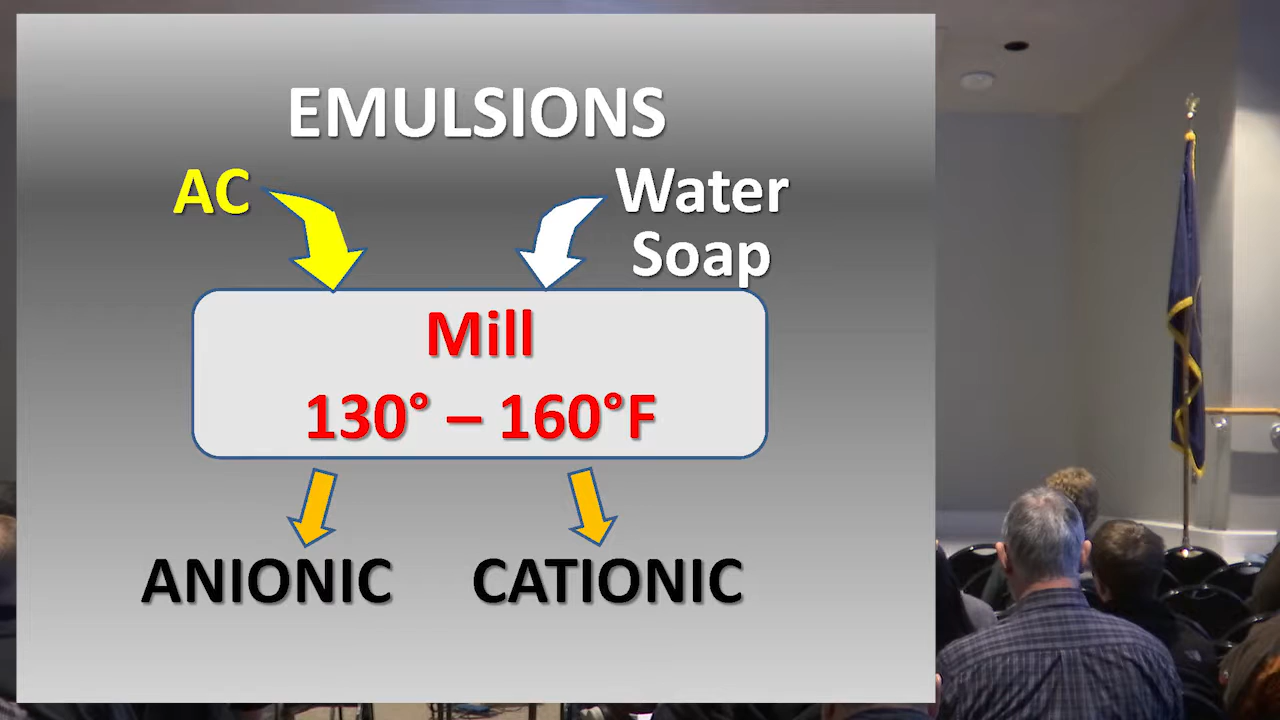 EMULSIONS
AC
Water
Soap
Mill
130° – 160°F
ANIONIC
CATIONIC